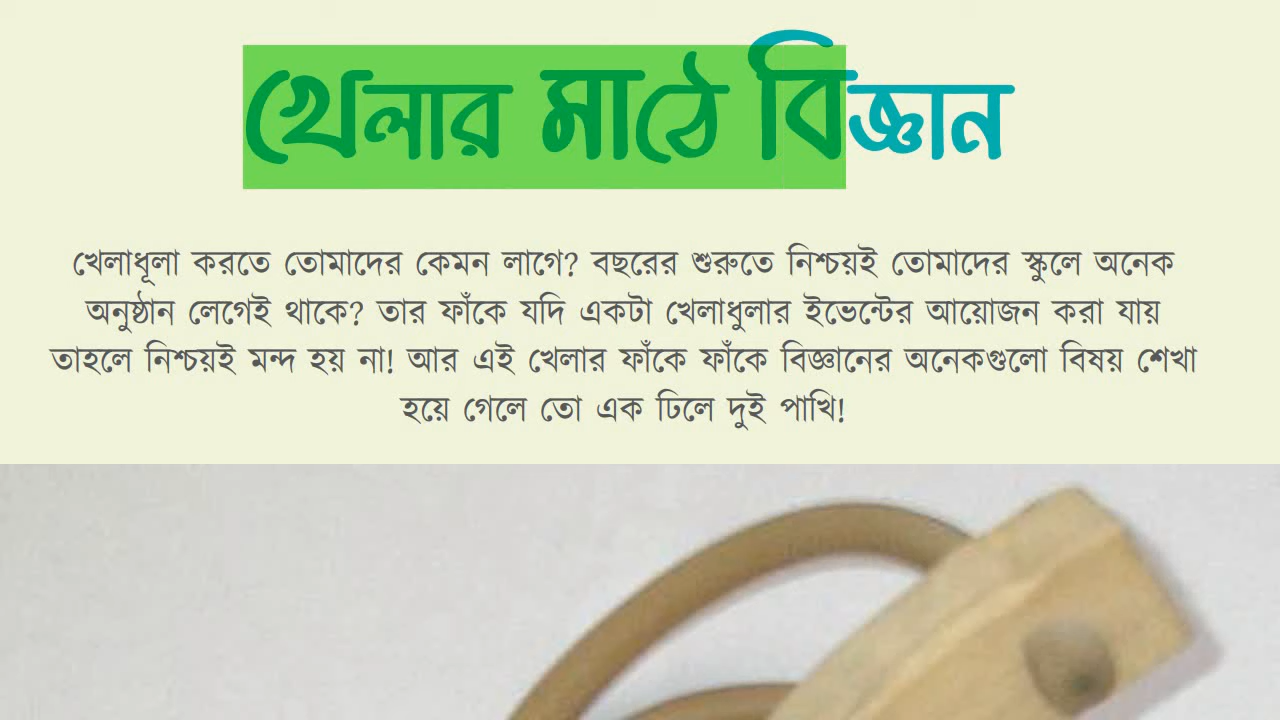 খেলার মাঠে বিজ্ঞান
খেলাধূলা করতে তোমাদের কেমন লাগে? বছরের শুরুতে নিশ্চয়ই তোমাদের স্কুলে অনেক
অনুষ্ঠান লেগেই থাকে? তার ফাঁকে যদি একটা খেলাধুলার ইভেন্টের আয়োজন করা যায়
তাহলে নিশ্চয়ই মন্দ হয় না! আর এই খেলার ফাঁকে ফাঁকে বিজ্ঞানের অনেকগুলো বিষয় শেখা
হয়ে গেলে তো এক ঢিলে দুই পাখি!